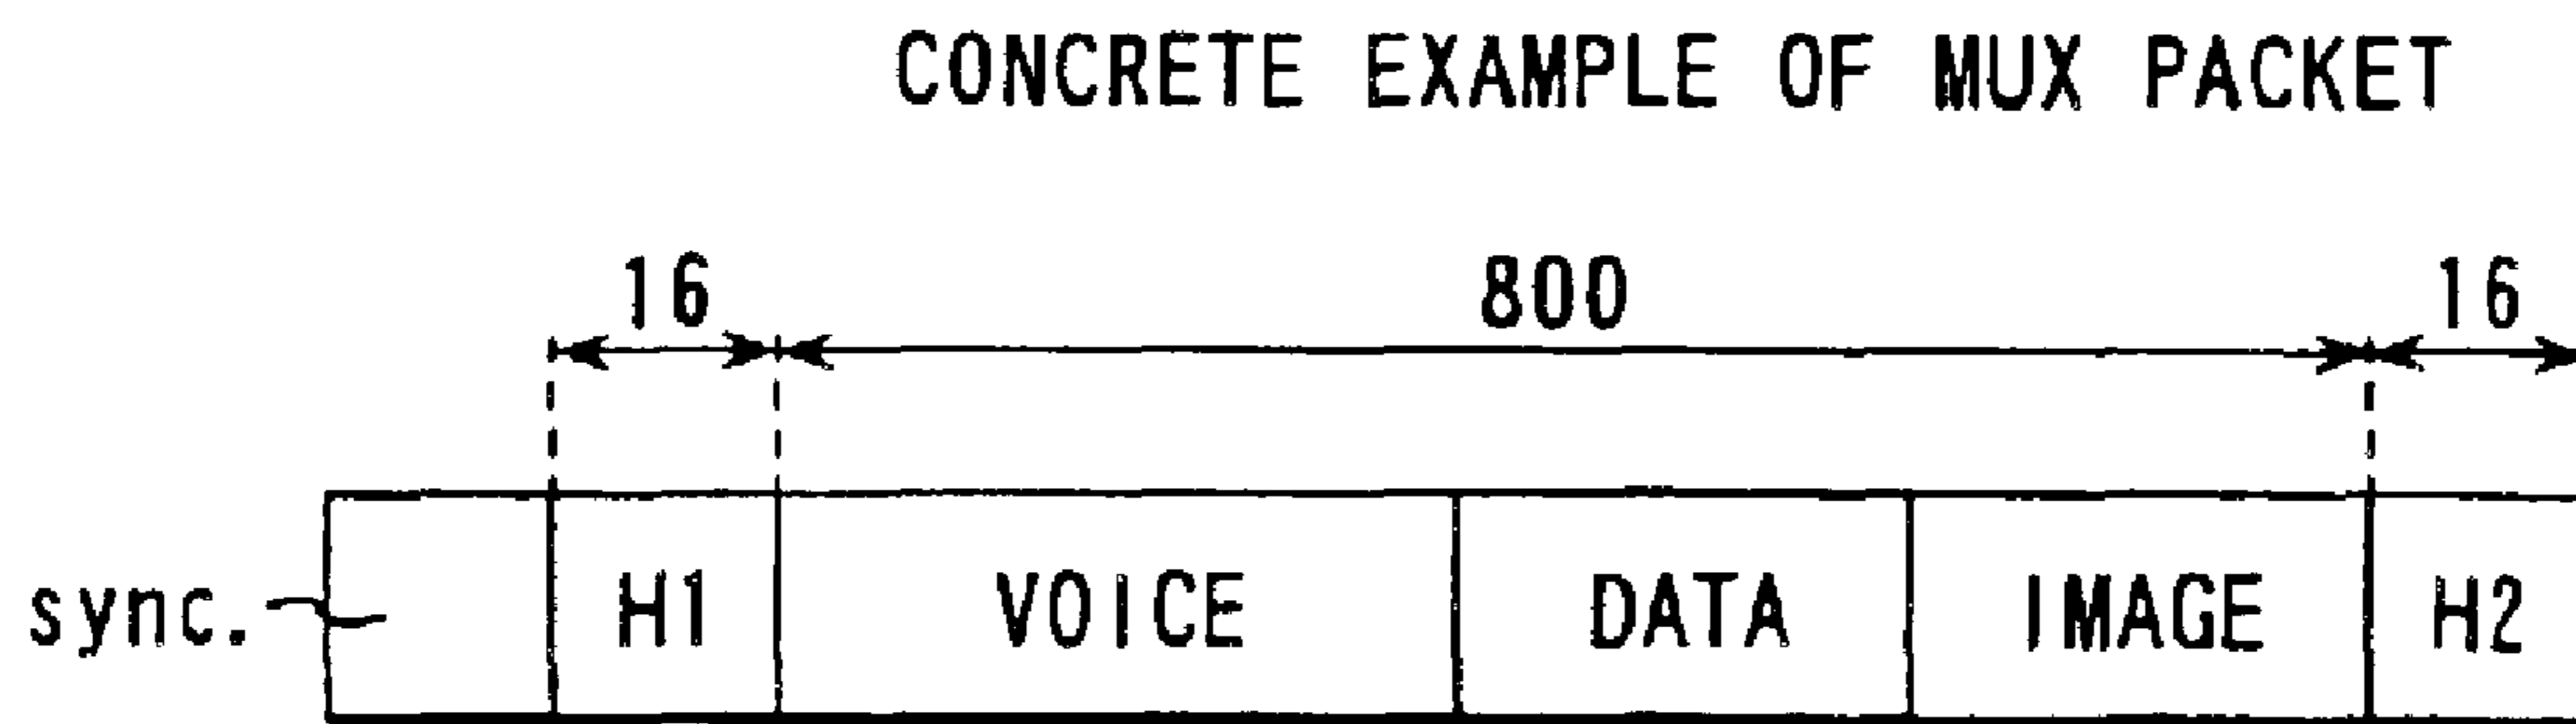 CONCRETE EXAMPLE OF MUX PACKET
16 800 16
sync. H1 VOICE DATA IMAGE H2